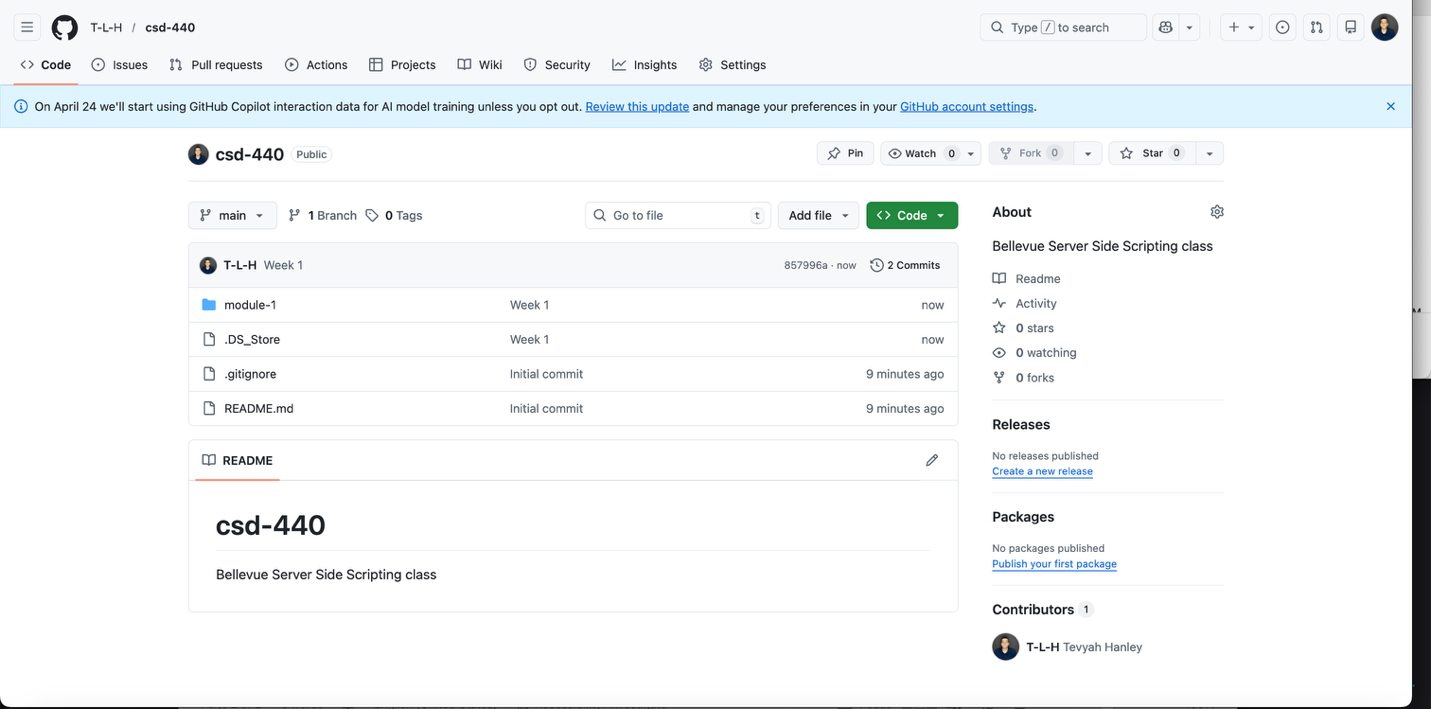 T-L-H / csd-440
Type / to search
Code Issues Pull requests Actions Projects Wiki Security Insights Settings
On April 24 we'll start using GitHub Copilot interaction data for AI model training unless you opt out. Review this update and manage your preferences in your GitHub account settings.
csd-440 Public
Pin Watch 0 Fork 0 Star 0
main 1 Branch 0 Tags
Go to file t Add file Code
T-L-H Week 1 857996a · now 2 Commits
module-1 Week 1 now
.DS_Store Week 1 now
.gitignore Initial commit 9 minutes ago
README.md Initial commit 9 minutes ago
README
csd-440
Bellevue Server Side Scripting class
About
Bellevue Server Side Scripting class
Readme
Activity
0 stars
0 watching
0 forks
Releases
No releases published
Create a new release
Packages
No packages published
Publish your first package
Contributors 1
T-L-H Tevyah Hanley